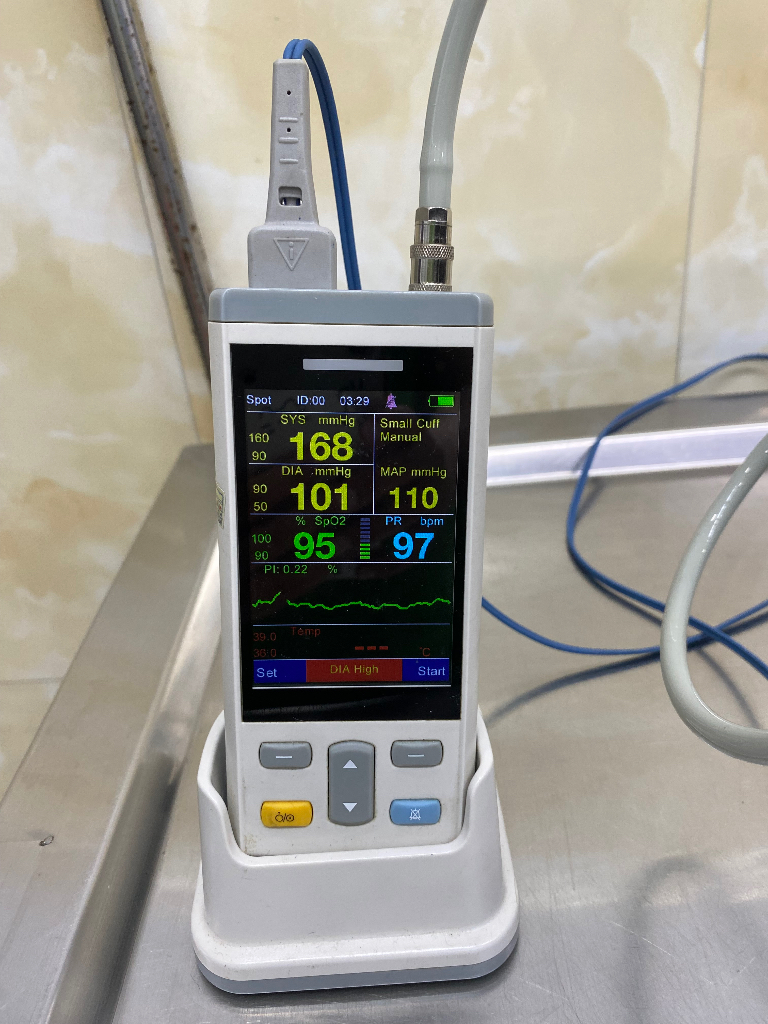 Spot ID:00 03:29
SYS mmHg
160
90
168
Small Cuff
Manual
DIA mmHg
90
50
101
MAP mmHg
110
% SpO2
100
90
95
PR bpm
97
PI: 0.22 %
39.0
Temp
36.0
---
°C
Set DIA High Start